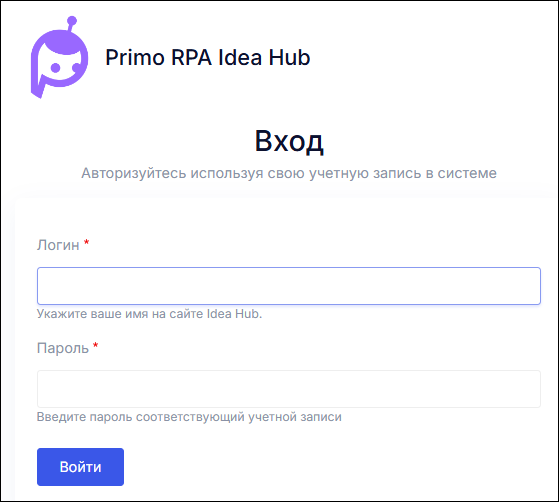 Primo RPA Idea Hub
Вход
Авторизуйтесь используя свою учетную запись в системе
Логин *
Укажите ваше имя на сайте Idea Hub.
Пароль *
Введите пароль соответствующий учетной записи
Войти